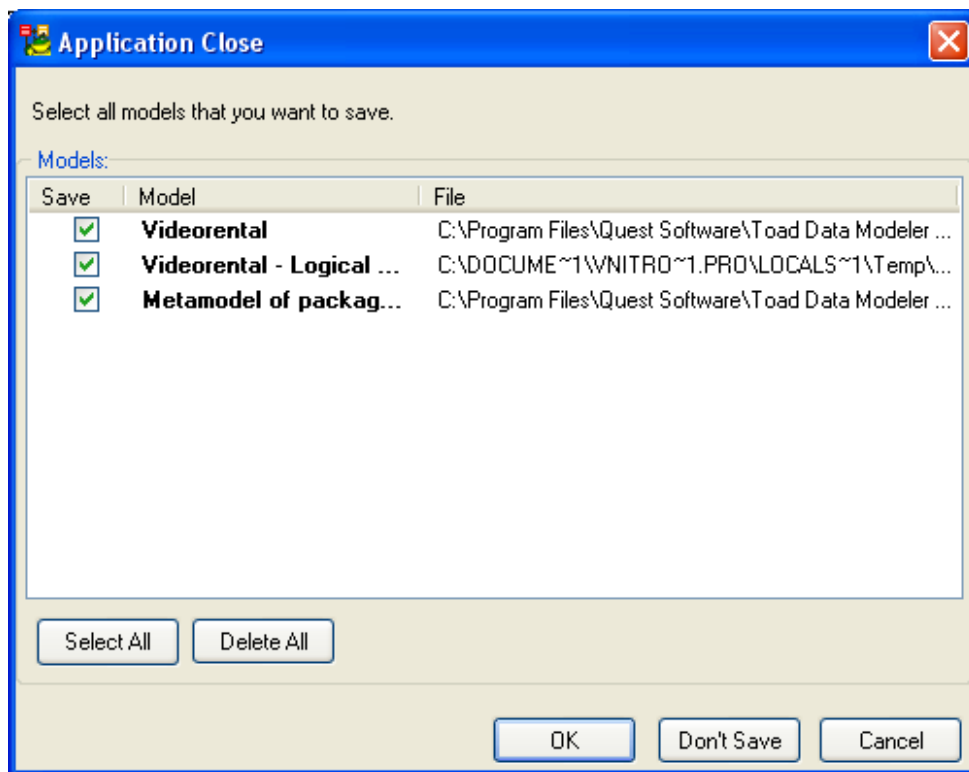 Application Close
Select all models that you want to save.
Models:
Save Model File
Videorental C:\Program Files\Quest Software\Toad Data Modeler ...
Videorental - Logical ... C:\DOCUME~1\VNITRO~1.PRO\LOCALS~1\Temp\...
Metamodel of packag... C:\Program Files\Quest Software\Toad Data Modeler ...
Select All Delete All
OK Don't Save Cancel